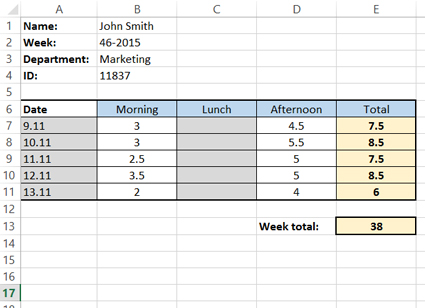 A B C D E
1 Name: John Smith
2 Week: 46-2015
3 Department: Marketing
4 ID: 11837
5
6 Date Morning Lunch Afternoon Total
7 9.11 3 4.5 7.5
8 10.11 3 5.5 8.5
9 11.11 2.5 5 7.5
10 12.11 3.5 5 8.5
11 13.11 2 4 6
12
13 Week total: 38
14
15
16
17